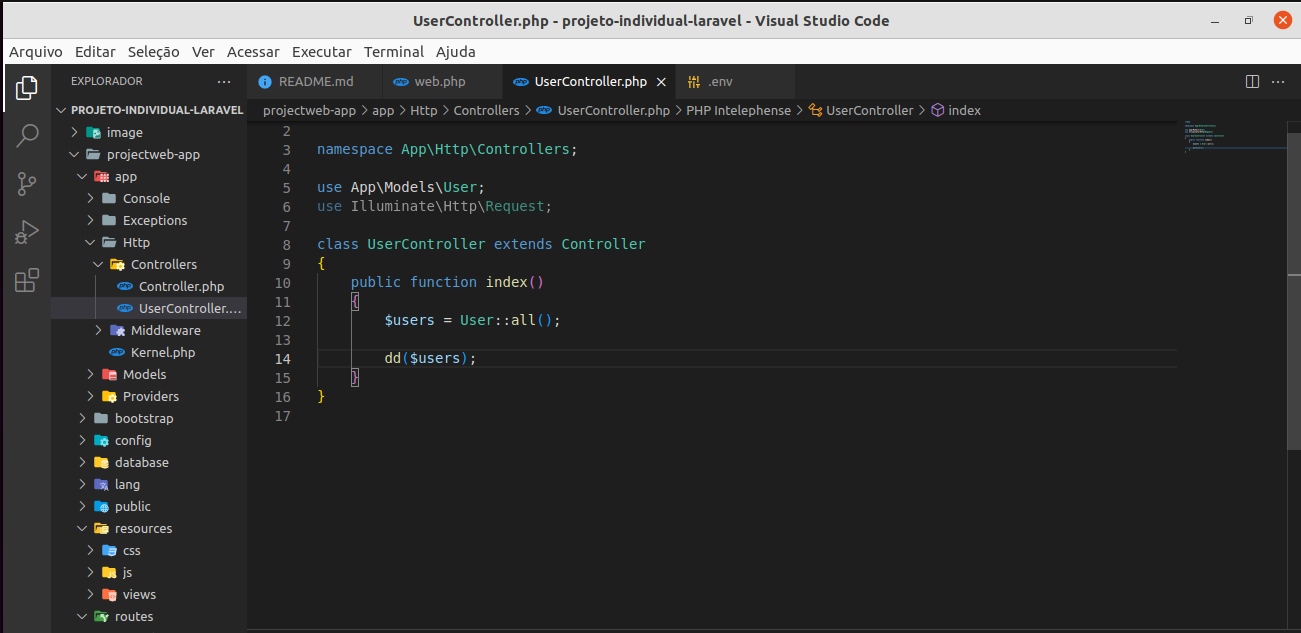 UserController.php - projeto-individual-laravel - Visual Studio Code
Arquivo Editar Seleção Ver Acessar Executar Terminal Ajuda
EXPLORADOR
PROJETO-INDIVIDUAL-LARAVEL
image
projectweb-app
app
Console
Exceptions
Http
Controllers
Controller.php
UserController....
Middleware
Kernel.php
Models
Providers
bootstrap
config
database
lang
public
resources
css
js
views
routes
README.md web.php UserController.php .env
projectweb-app > app > Http > Controllers > UserController.php > PHP Intelephense > UserController > index
2
3 namespace App\Http\Controllers;
4
5 use App\Models\User;
6 use Illuminate\Http\Request;
7
8 class UserController extends Controller
9 {
10 public function index()
11 {
12 $users = User::all();
13
14 dd($users);
15 }
16 }
17